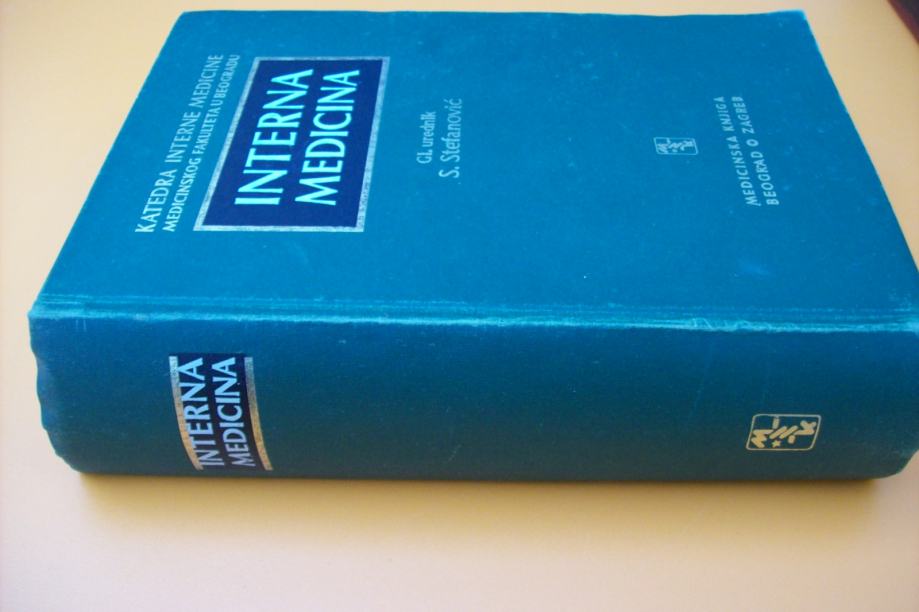 KATEDRA INTERNE MEDICINE
MEDICINSKOG FAKULTETA U BEOGRADU
INTERNA
MEDICINA
Gl. urednik
S. Stefanović
MEDICINSKA KNJIGA
BEOGRAD O ZAGREB
INTERNA
MEDICINA